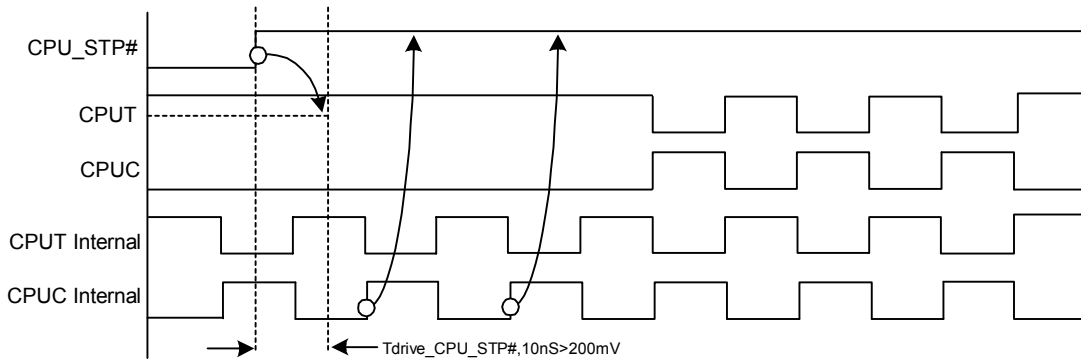 CPU_STP#
CPUT
CPUC
CPUT Internal
CPUC Internal
Tdrive_CPU_STP#,10nS>200mV